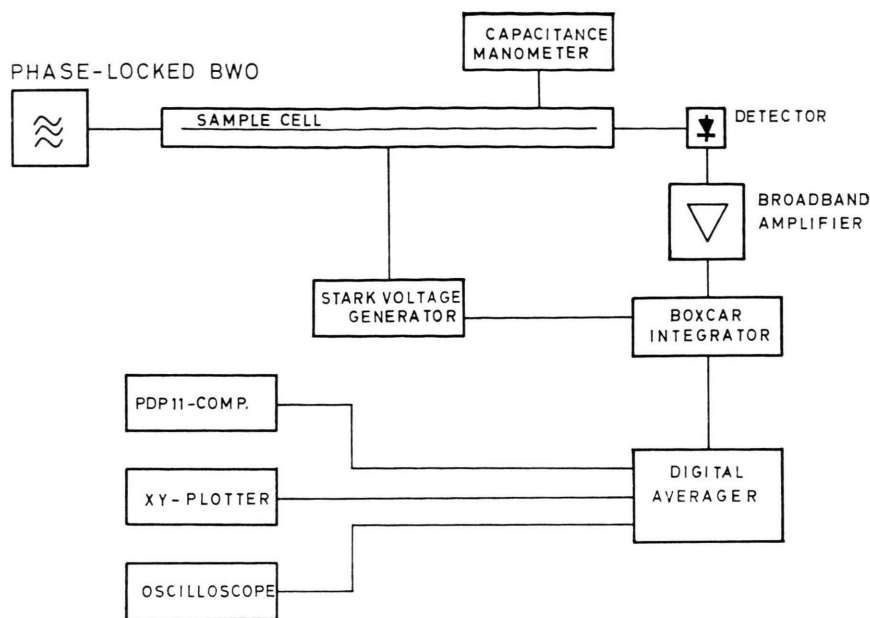 CAPACITANCE
MANOMETER
PHASE-LOCKED BWO
SAMPLE CELL
DETECTOR
BROADBAND
AMPLIFIER
STARK VOLTAGE
GENERATOR
BOXCAR
INTEGRATOR
PDP11-COMP.
DIGITAL
AVERAGER
XY-PLOTTER
OSCILLOSCOPE